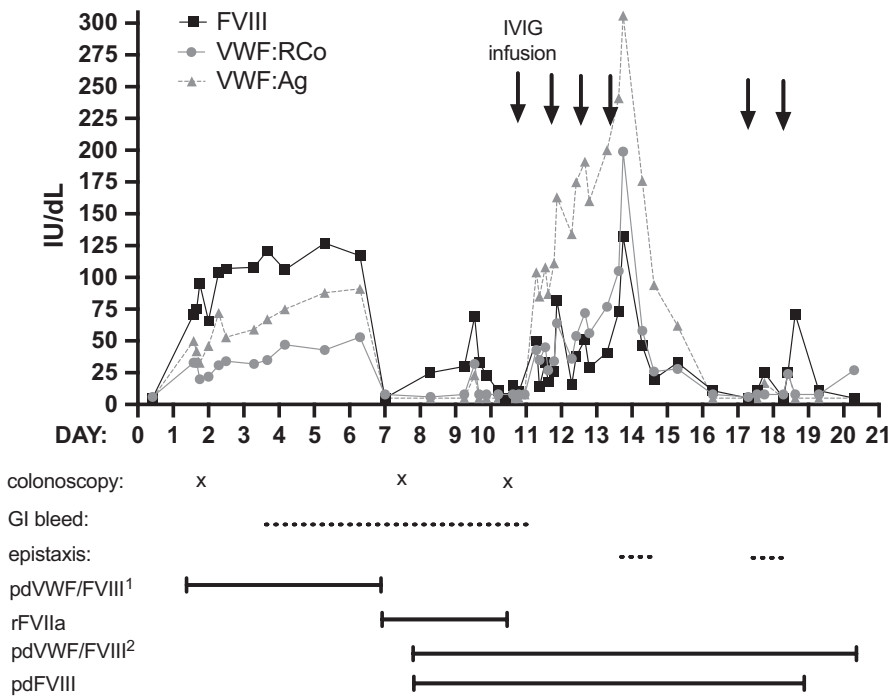 FVIII
VWF:RCo
VWF:Ag
IVIG
infusion
IU/dL
300
275
250
225
200
175
150
125
100
75
50
25
0
DAY: 0 1 2 3 4 5 6 7 8 9 10 11 12 13 14 15 16 17 18 19 20 21
colonoscopy: x x x
GI bleed:
epistaxis:
pdVWF/FVIII1
rFVIIa
pdVWF/FVIII2
pdFVIII